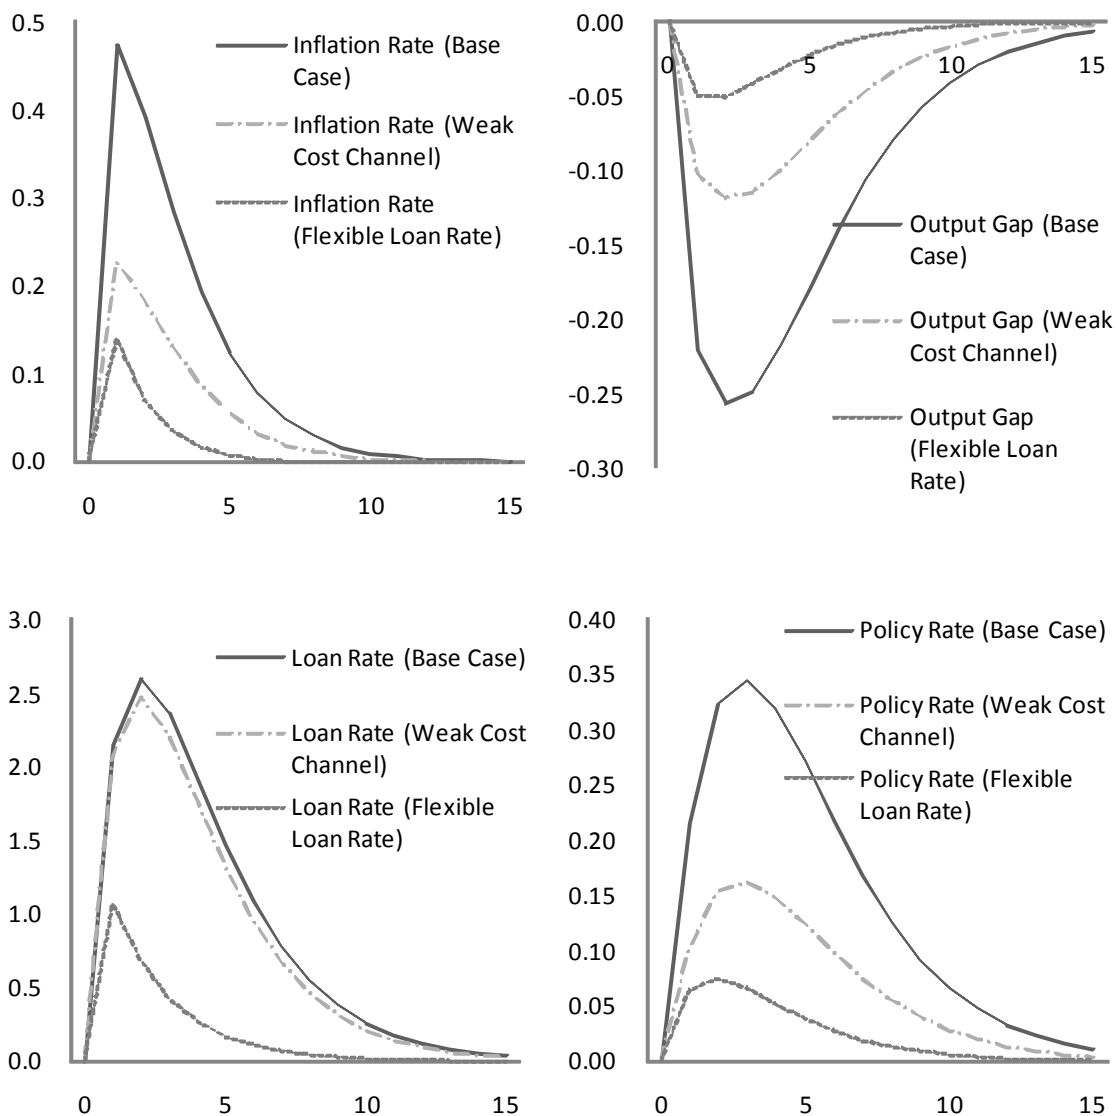 0.5
0.4
0.3
0.2
0.1
0.0
0 5 10 15
Inflation Rate (Base
Case)
Inflation Rate (Weak
Cost Channel)
Inflation Rate
(Flexible Loan Rate)
0.00
-0.05
-0.10
-0.15
-0.20
-0.25
-0.30
0 5 10 15
Output Gap (Base
Case)
Output Gap (Weak
Cost Channel)
Output Gap
(Flexible Loan
Rate)
3.0
2.5
2.0
1.5
1.0
0.5
0.0
0 5 10 15
Loan Rate (Base Case)
Loan Rate (Weak Cost
Channel)
Loan Rate (Flexible
Loan Rate)
0.40
0.35
0.30
0.25
0.20
0.15
0.10
0.05
0.00
0 5 10 15
Policy Rate (Base Case)
Policy Rate (Weak Cost
Channel)
Policy Rate (Flexible
Loan Rate)